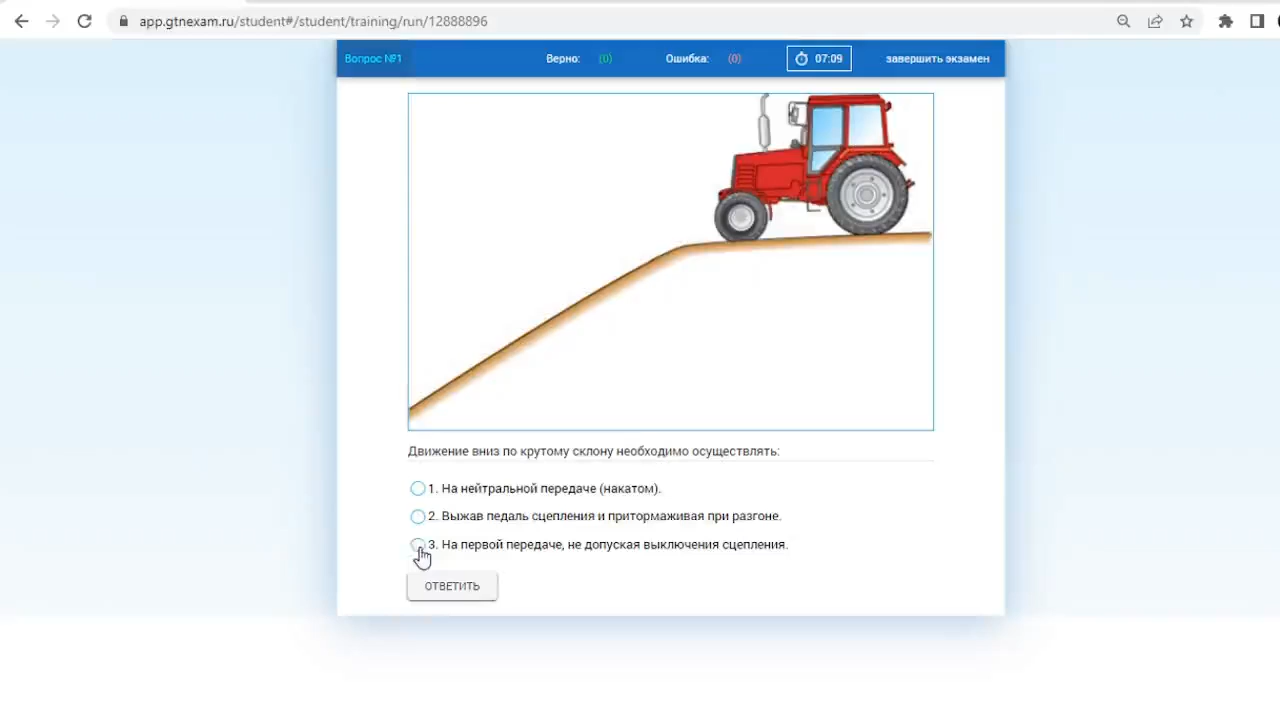 app.gtnexam.ru/student#/student/training/run/12888896
Вопрос №1 Верно: (0) Ошибка: (0) 07:09 завершить экзамен
Движение вниз по крутому склону необходимо осуществлять:
1. На нейтральной передаче (накатом).
2. Выжав педаль сцепления и притормаживая при разгоне.
3. На первой передаче, не допуская выключения сцепления.
ОТВЕТИТЬ